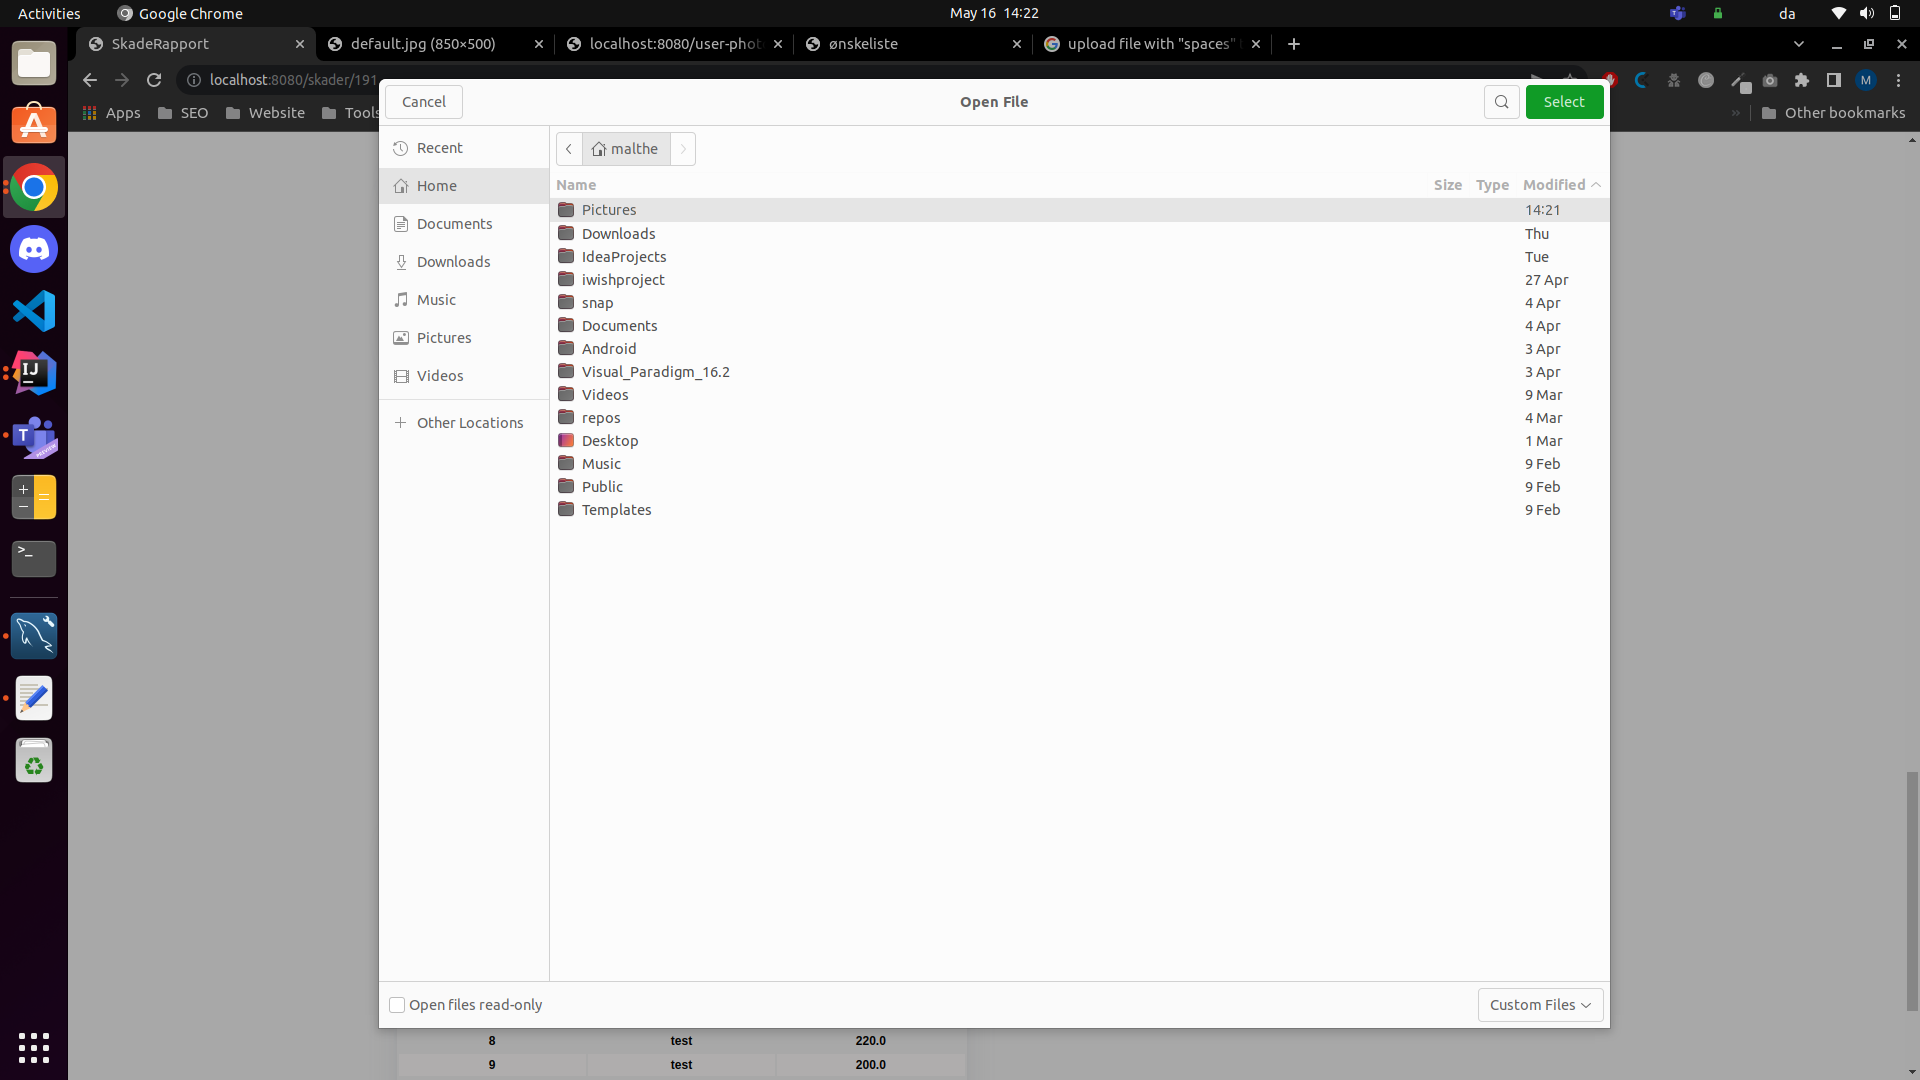 Activities
Google Chrome
May 16 14:22
da
SkadeRapport
default.jpg (850×500)
localhost:8080/user-phot
ønskeliste
upload file with "spaces"
localhost:8080/skader/191
M
Apps
SEO
Website
Tools
Other bookmarks
Cancel
Open File
Select
Recent
Home
Documents
Downloads
Music
Pictures
Videos
Other Locations
malthe
Name Size Type Modified
Pictures 14:21
Downloads Thu
IdeaProjects Tue
iwishproject 27 Apr
snap 4 Apr
Documents 4 Apr
Android 3 Apr
Visual_Paradigm_16.2 3 Apr
Videos 9 Mar
repos 4 Mar
Desktop 1 Mar
Music 9 Feb
Public 9 Feb
Templates 9 Feb
Open files read-only
Custom Files
8 test 220.0
9 test 200.0
IJ
T
PREVIEW
>_